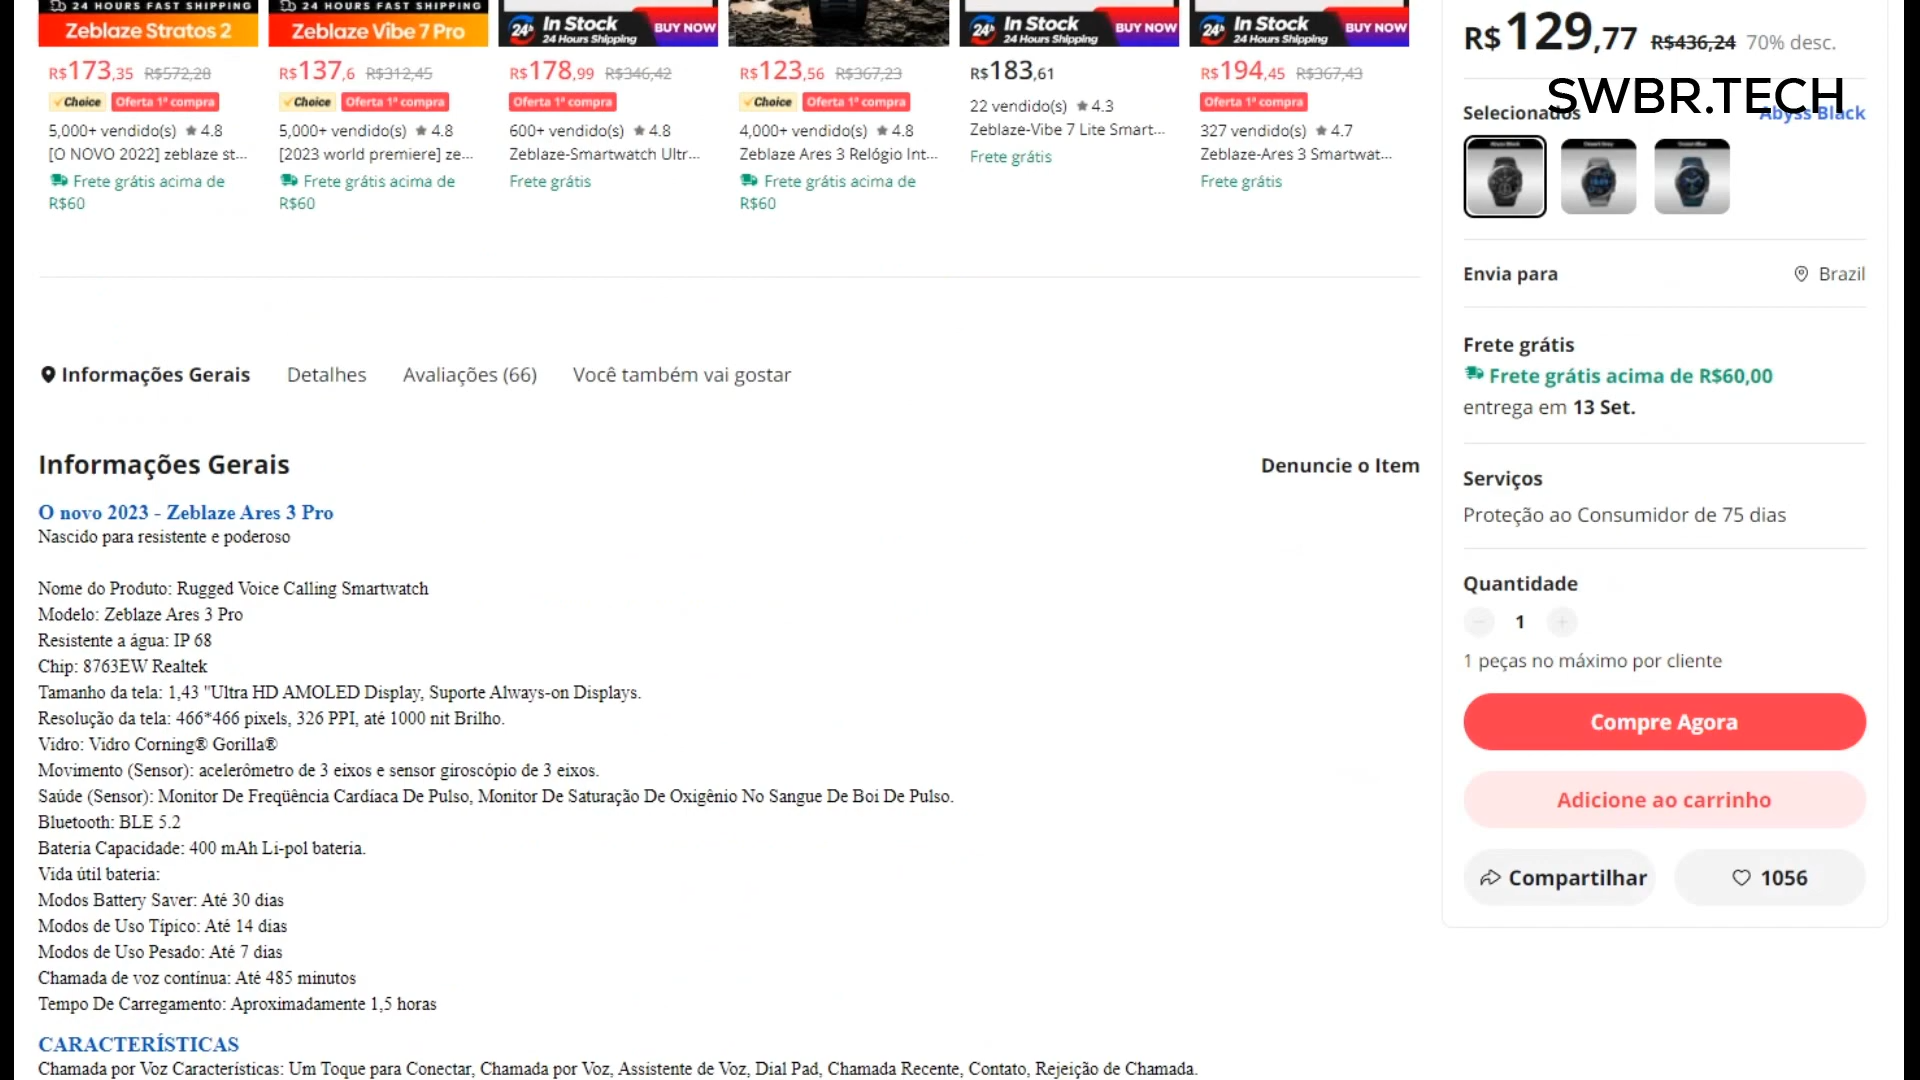 24 HOURS FAST SHIPPING
Zeblaze Stratos 2
R$173,35 R$572,28
Choice Oferta 1ª compra
5,000+ vendido(s) ★ 4.8
[O NOVO 2022] zeblaze st...
Frete grátis acima de
R$60
24 HOURS FAST SHIPPING
Zeblaze Vibe 7 Pro
R$137,6 R$312,45
Choice Oferta 1ª compra
5,000+ vendido(s) ★ 4.8
[2023 world premiere] ze...
Frete grátis acima de
R$60
24h In Stock BUY NOW
24 Hours Shipping
R$178,99 R$346,42
Oferta 1ª compra
600+ vendido(s) ★ 4.8
Zeblaze-Smartwatch Ultr...
Frete grátis
R$123,56 R$367,23
Choice Oferta 1ª compra
4,000+ vendido(s) ★ 4.8
Zeblaze Ares 3 Relógio Int...
Frete grátis acima de
R$60
24h In Stock BUY NOW
24 Hours Shipping
R$183,61
22 vendido(s) ★ 4.3
Zeblaze-Vibe 7 Lite Smart...
Frete grátis
24h In Stock BUY NOW
24 Hours Shipping
R$194,45 R$367,43
Oferta 1ª compra
327 vendido(s) ★ 4.7
Zeblaze-Ares 3 Smartwat...
Frete grátis
Informações Gerais Detalhes Avaliações (66) Você também vai gostar
Informações Gerais Denuncie o Item
O novo 2023 - Zeblaze Ares 3 Pro
Nascido para resistente e poderoso
Nome do Produto: Rugged Voice Calling Smartwatch
Modelo: Zeblaze Ares 3 Pro
Resistente a água: IP 68
Chip: 8763EW Realtek
Tamanho da tela: 1,43 "Ultra HD AMOLED Display, Suporte Always-on Displays.
Resolução da tela: 466*466 pixels, 326 PPI, até 1000 nit Brilho.
Vidro: Vidro Corning® Gorilla®
Movimento (Sensor): acelerômetro de 3 eixos e sensor giroscópio de 3 eixos.
Saúde (Sensor): Monitor De Freqüência Cardíaca De Pulso, Monitor De Saturação De Oxigênio No Sangue De Boi De Pulso.
Bluetooth: BLE 5.2
Bateria Capacidade: 400 mAh Li-pol bateria.
Vida útil bateria:
Modos Battery Saver: Até 30 dias
Modos de Uso Típico: Até 14 dias
Modos de Uso Pesado: Até 7 dias
Chamada de voz contínua: Até 485 minutos
Tempo De Carregamento: Aproximadamente 1,5 horas
CARACTERÍSTICAS
Chamada por Voz Características: Um Toque para Conectar, Chamada por Voz, Assistente de Voz, Dial Pad, Chamada Recente, Contato, Rejeição de Chamada.
R$129,77 R$436,24 70% desc.
SWBR.TECH
Selecionados Abyss Black
Envia para Brazil
Frete grátis
Frete grátis acima de R$60,00
entrega em 13 Set.
Serviços
Proteção ao Consumidor de 75 dias
Quantidade
− 1 +
1 peças no máximo por cliente
Compre Agora
Adicione ao carrinho
Compartilhar 1056